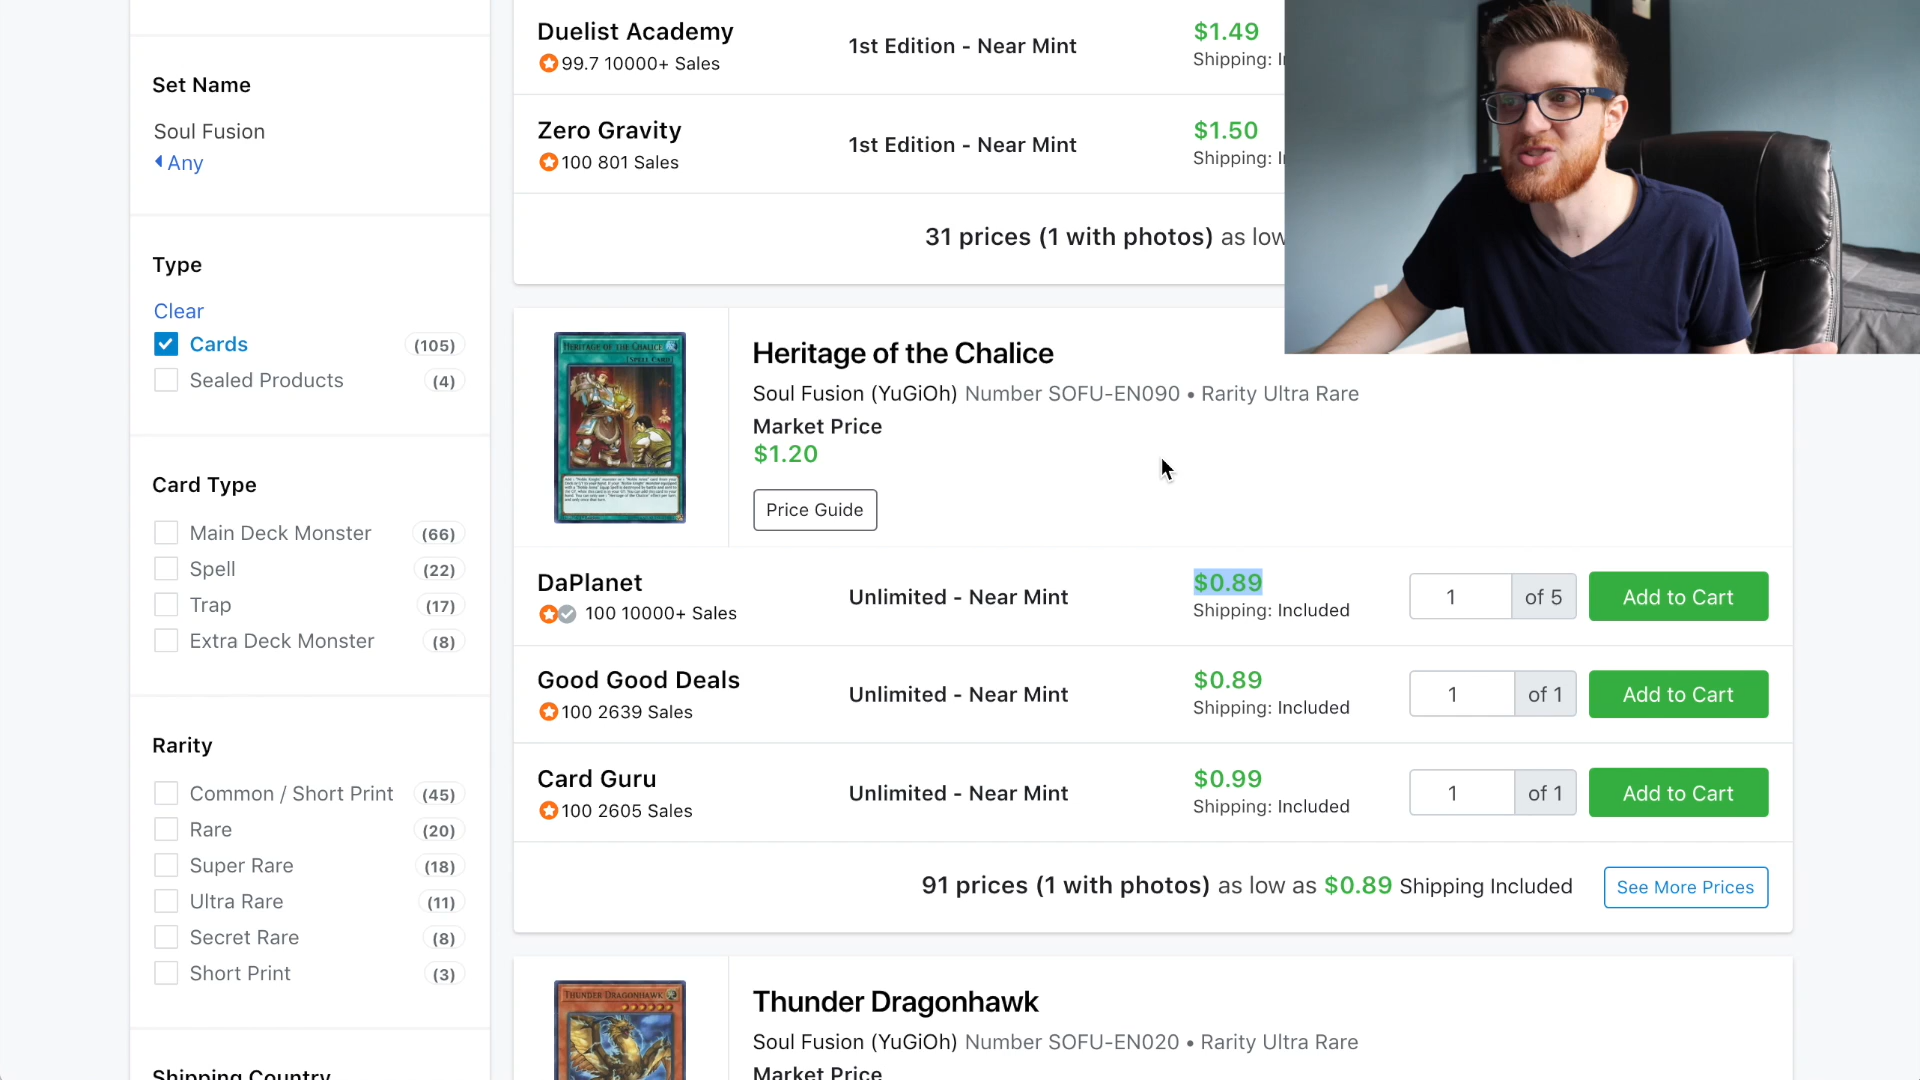 Set Name
Soul Fusion
Any
Type
Clear
Cards (105)
Sealed Products (4)
Card Type
Main Deck Monster (66)
Spell (22)
Trap (17)
Extra Deck Monster (8)
Rarity
Common / Short Print (45)
Rare (20)
Super Rare (18)
Ultra Rare (11)
Secret Rare (8)
Short Print (3)
Shipping Country
Duelist Academy
99.7 10000+ Sales
1st Edition - Near Mint
$1.49
Shipping:
Zero Gravity
100 801 Sales
1st Edition - Near Mint
$1.50
Shipping:
31 prices (1 with photos) as low
HERITAGE OF THE CHALICE
[SPELL CARD]
Heritage of the Chalice
Soul Fusion (YuGiOh) Number SOFU-EN090 • Rarity Ultra Rare
Market Price
$1.20
Price Guide
DaPlanet
100 10000+ Sales
Unlimited - Near Mint
$0.89
Shipping: Included
1 of 5
Add to Cart
Good Good Deals
100 2639 Sales
Unlimited - Near Mint
$0.89
Shipping: Included
1 of 1
Add to Cart
Card Guru
100 2605 Sales
Unlimited - Near Mint
$0.99
Shipping: Included
1 of 1
Add to Cart
91 prices (1 with photos) as low as $0.89 Shipping Included
See More Prices
THUNDER DRAGONHAWK
Thunder Dragonhawk
Soul Fusion (YuGiOh) Number SOFU-EN020 • Rarity Ultra Rare
Market Price